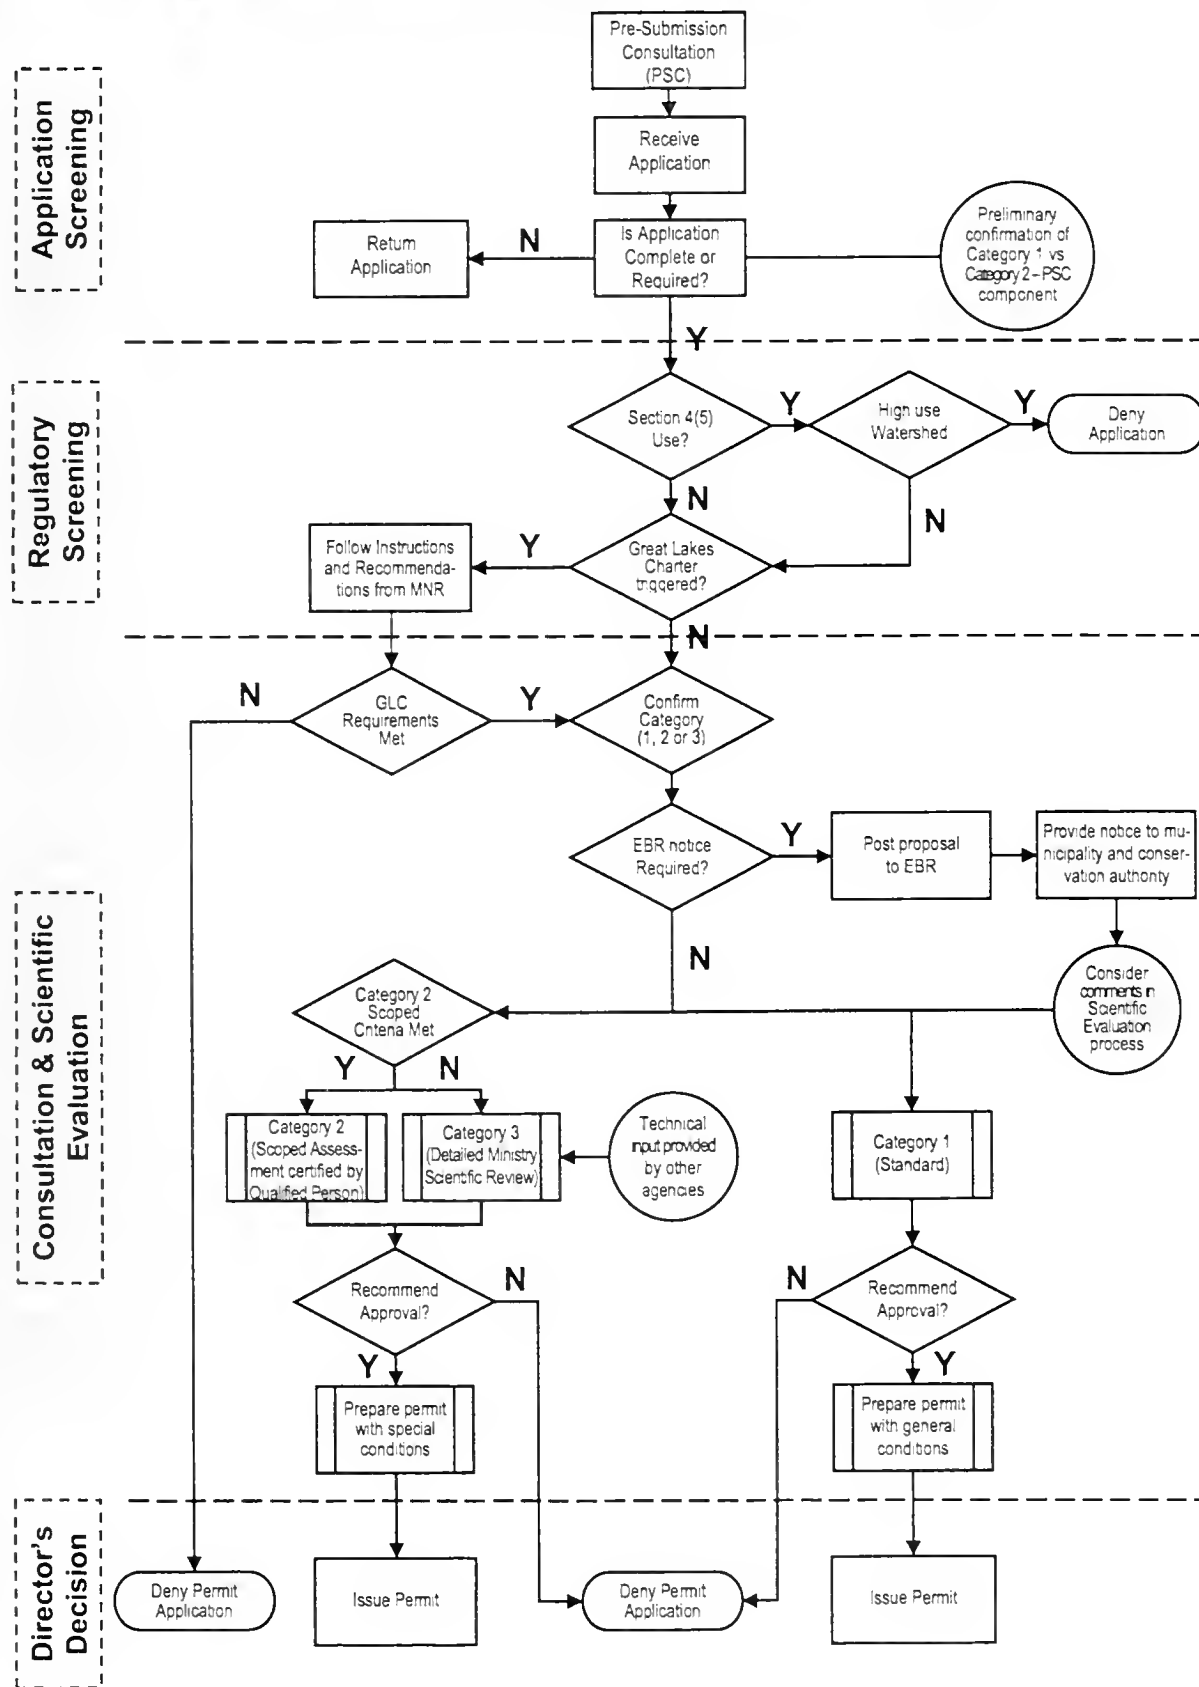 Application
Screening
Pre-Submission
Consultation
(PSC)
Receive
Application
Is Application
Complete or
Required?
N
Return
Application
Preliminary
confirmation of
Category 1 vs
Category 2 – PSC
component
Y
Regulatory
Screening
Section 4(5)
Use?
Y
High use
Watershed
Y
Deny
Application
N
N
Great Lakes
Charter
triggered?
Y
Follow Instructions
and Recommenda-
tions from MNR
N
Consultation & Scientific
Evaluation
N
GLC
Requirements
Met
Y
Confirm
Category
(1, 2 or 3)
EBR notice
Required?
Y
Post proposal
to EBR
Provide notice to mu-
nicipality and conser-
vation authority
N
Consider
comments in
Scientific
Evaluation
process
Category 2
Scoped
Criteria Met
Y
N
Category 2
(Scoped Assess-
ment certified by
Qualified Person)
Category 3
(Detailed Ministry
Scientific Review)
Technical
input provided
by other
agencies
Category 1
(Standard)
Recommend
Approval?
N
Y
N
Recommend
Approval?
Y
Prepare permit
with special
conditions
Prepare permit
with general
conditions
Director's
Decision
Deny Permit
Application
Issue Permit
Deny Permit
Application
Issue Permit